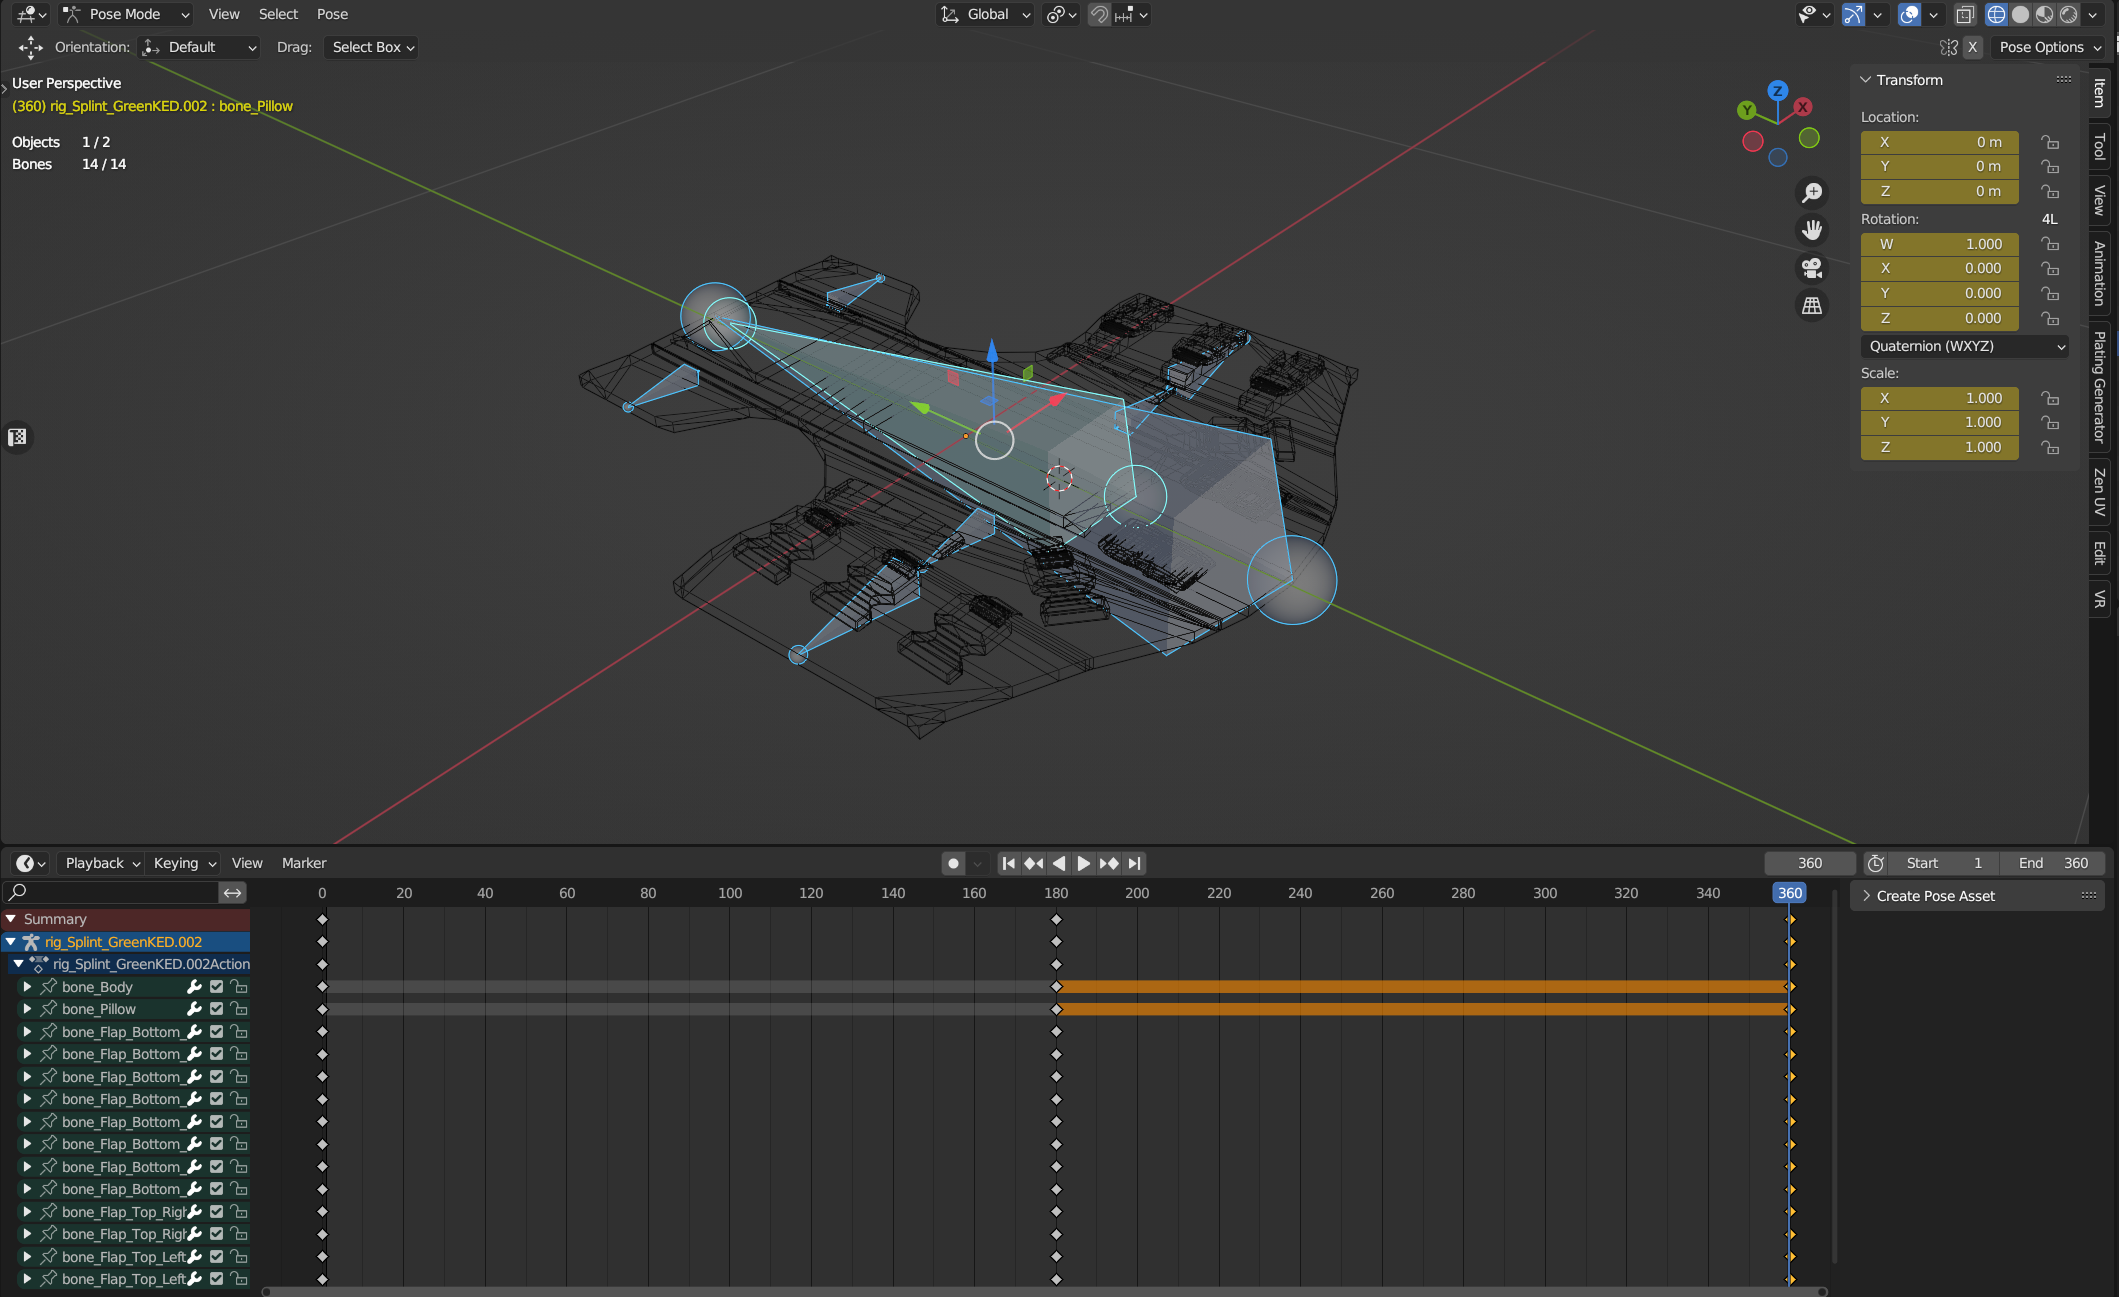 Pose Mode View Select Pose Global
Orientation: Default Drag: Select Box X Pose Options
User Perspective
(360) rig_Splint_GreenKED.002 : bone_Pillow
Objects 1 / 2
Bones 14 / 14
Z
Y
X
Transform
Location:
X 0 m
Y 0 m
Z 0 m
Rotation: 4L
W 1.000
X 0.000
Y 0.000
Z 0.000
Quaternion (WXYZ)
Scale:
X 1.000
Y 1.000
Z 1.000
Item
Tool
View
Animation
Plating Generator
Zen UV
Edit
VR
Playback Keying View Marker 360 Start 1 End 360
0 20 40 60 80 100 120 140 160 180 200 220 240 260 280 300 320 340 360
Create Pose Asset
Summary
rig_Splint_GreenKED.002
rig_Splint_GreenKED.002Action
bone_Body
bone_Pillow
bone_Flap_Bottom_
bone_Flap_Bottom_
bone_Flap_Bottom_
bone_Flap_Bottom_
bone_Flap_Bottom_
bone_Flap_Bottom_
bone_Flap_Bottom_
bone_Flap_Bottom_
bone_Flap_Top_Righ
bone_Flap_Top_Righ
bone_Flap_Top_Left
bone_Flap_Top_Left